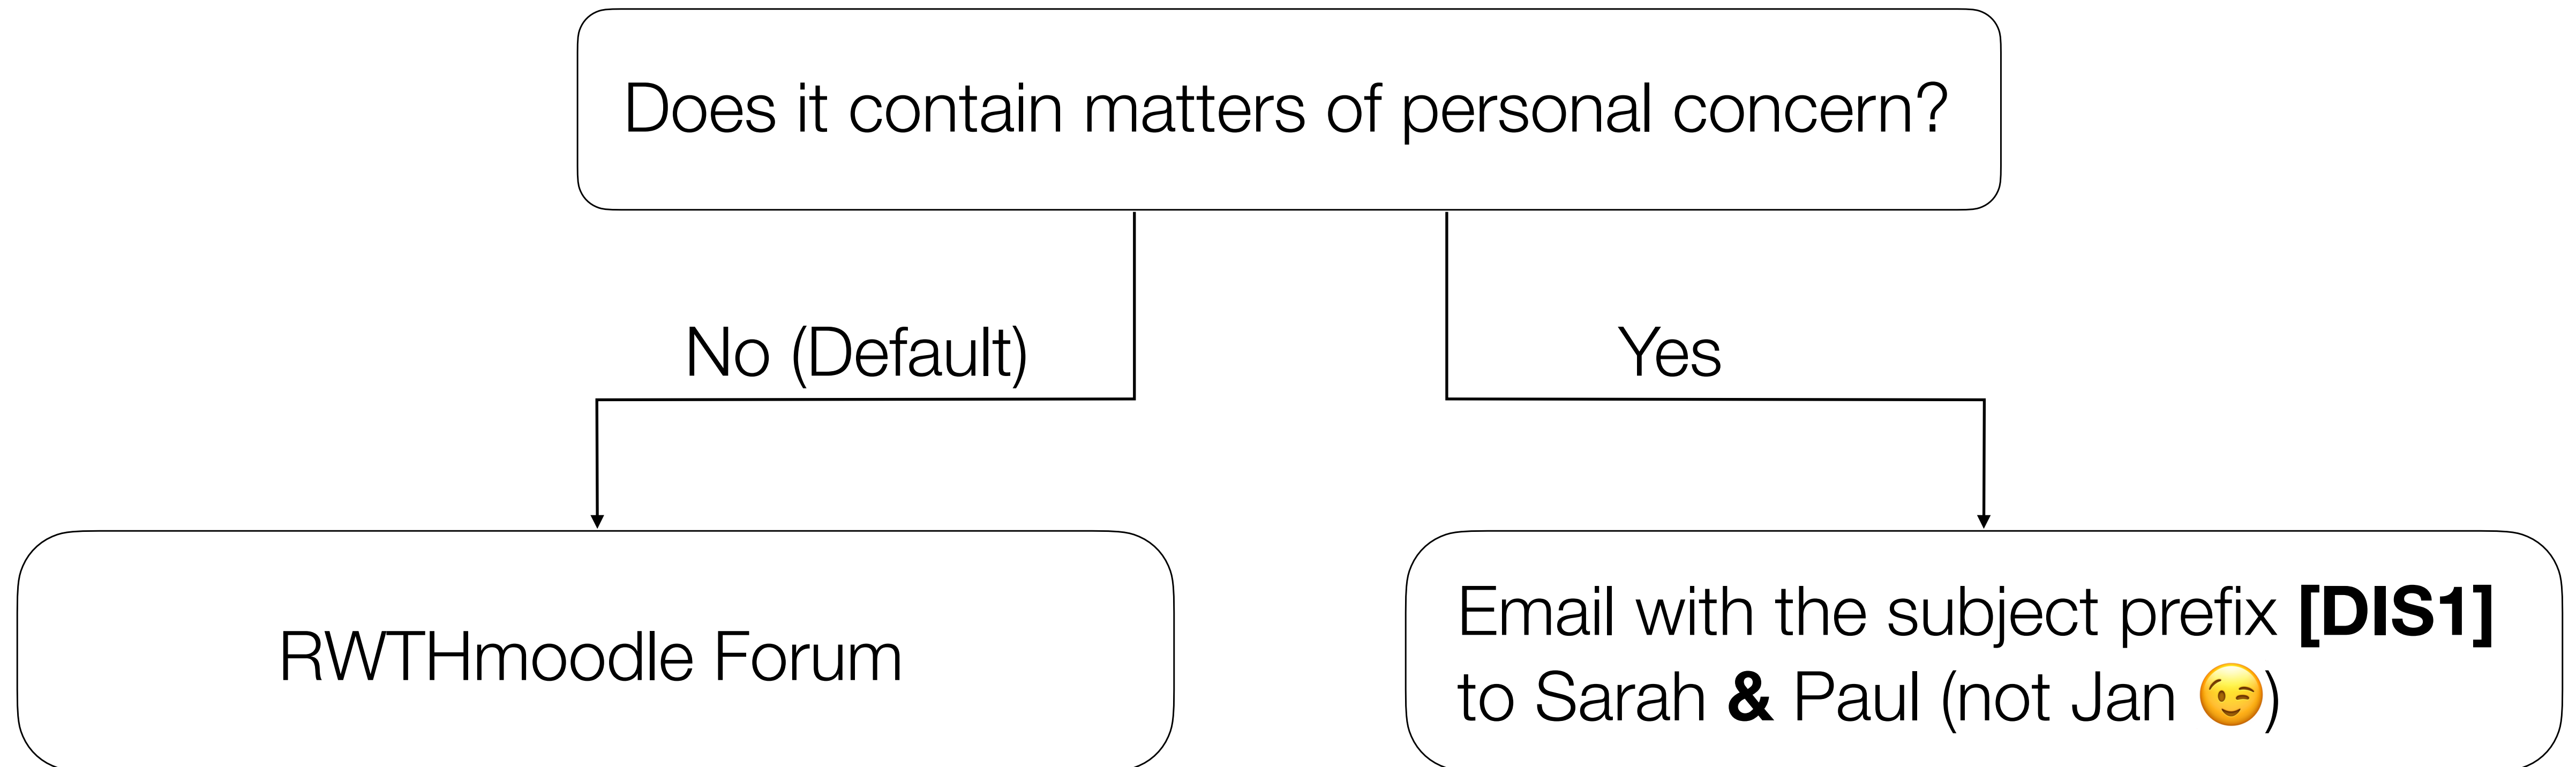 Does it contain matters of personal concern?
No (Default)
Yes
RWTHmoodle Forum
Email with the subject prefix [DIS1]
to Sarah & Paul (not Jan 😉)